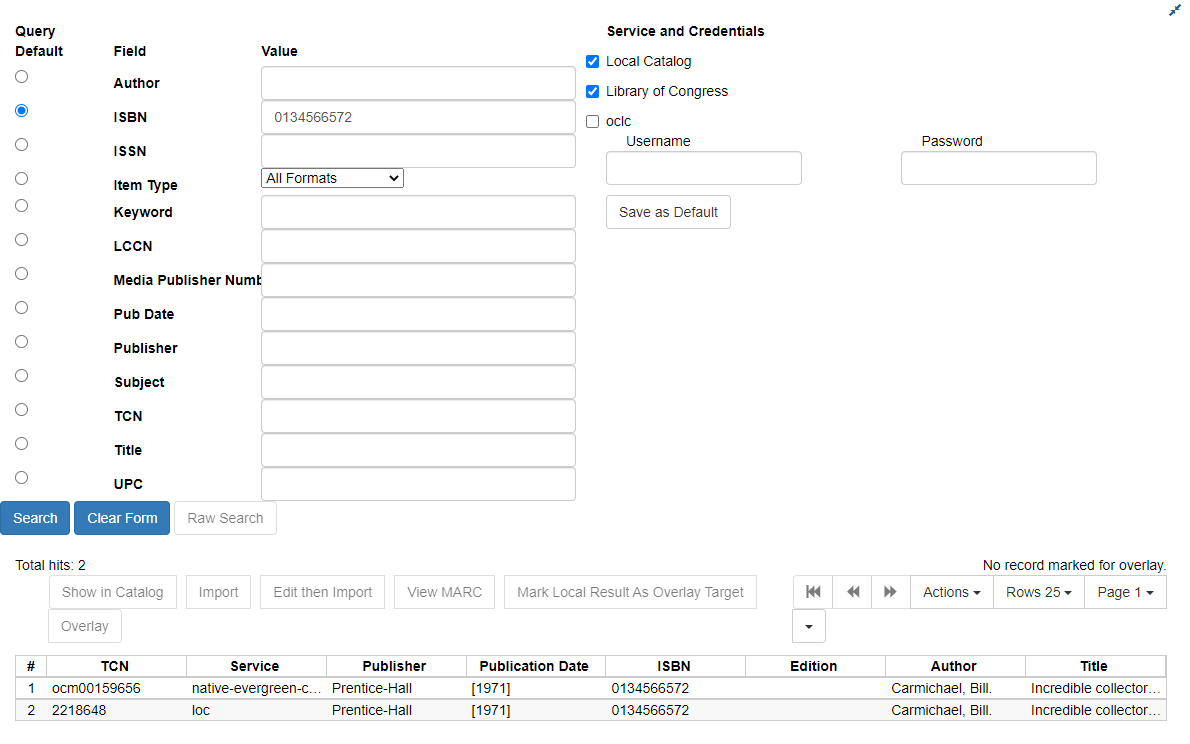 Query Default Field Value
Author
ISBN 0134566572
ISSN
Item Type All Formats
Keyword
LCCN
Media Publisher Numb
Pub Date
Publisher
Subject
TCN
Title
UPC
Service and Credentials
Local Catalog
Library of Congress
oclc
Username Password
Save as Default
Search Clear Form Raw Search
Total hits: 2 No record marked for overlay.
Show in Catalog Import Edit then Import View MARC Mark Local Result As Overlay Target Actions Rows 25 Page 1
Overlay
# TCN Service Publisher Publication Date ISBN Edition Author Title
1 ocm00159656 native-evergreen-c... Prentice-Hall [1971] 0134566572 Carmichael, Bill. Incredible collector...
2 2218648 loc Prentice-Hall [1971] 0134566572 Carmichael, Bill. Incredible collector...